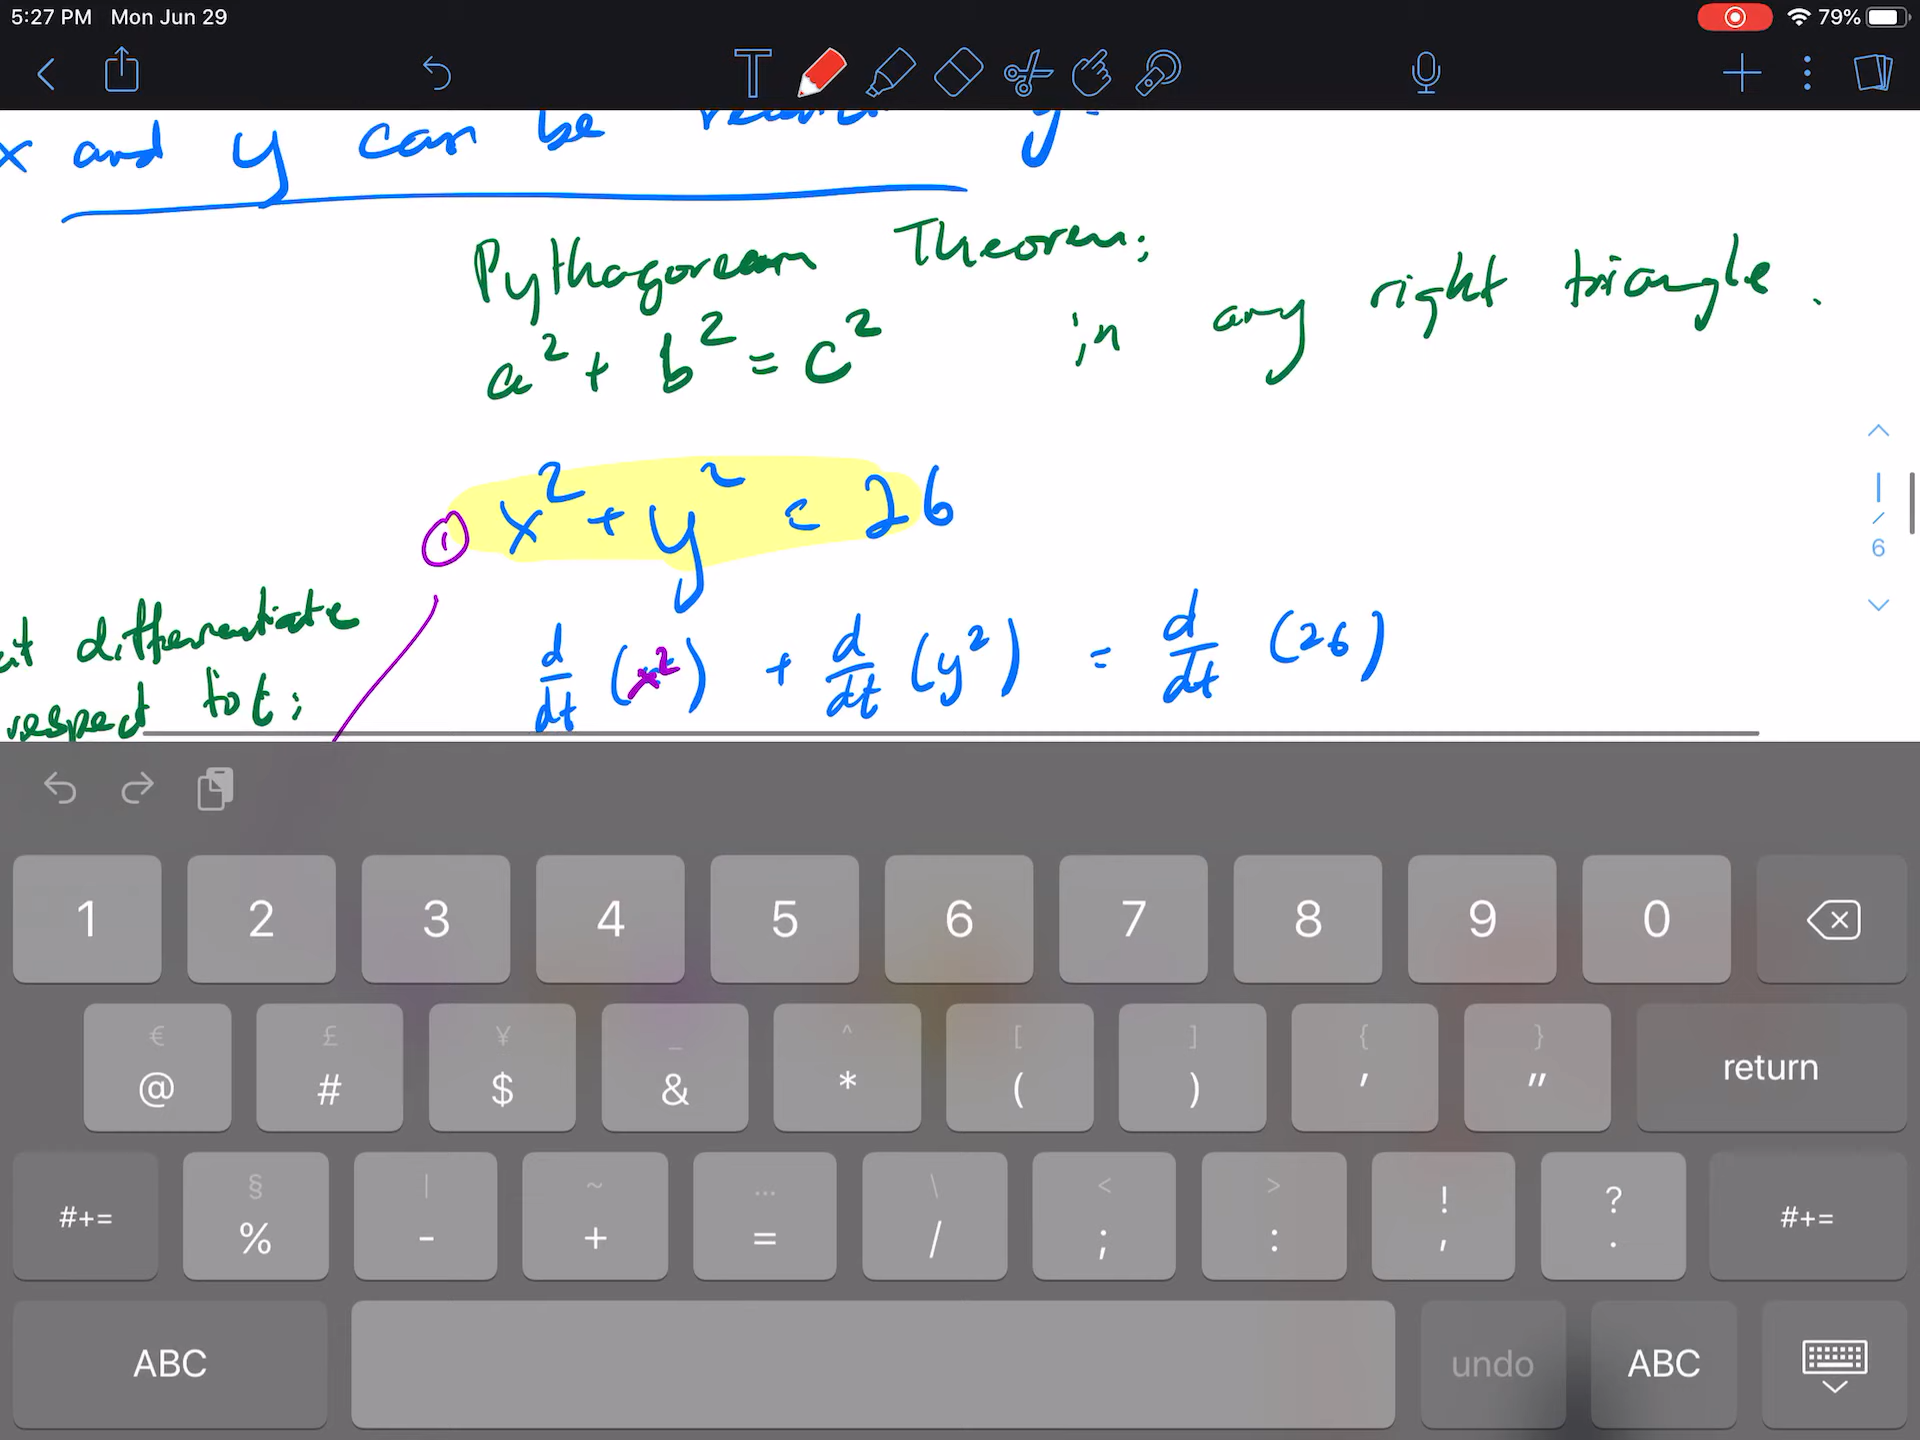 5:27 PM Mon Jun 29
79%
T
x and y can be
Pythagorean Theorem:
a² + b² = c² in any right triangle.
① x² + y² = 26
differentiate
respect to t:
d/dt (x²) + d/dt (y²) = d/dt (26)
1 / 6
1 2 3 4 5 6 7 8 9 0
€ £ ¥ _ ^ [ ] { }
@ # $ & * ( ) ' " return
§ | ~ … \ < > ! ?
#+= % - + = / ; : , . #+=
ABC undo ABC